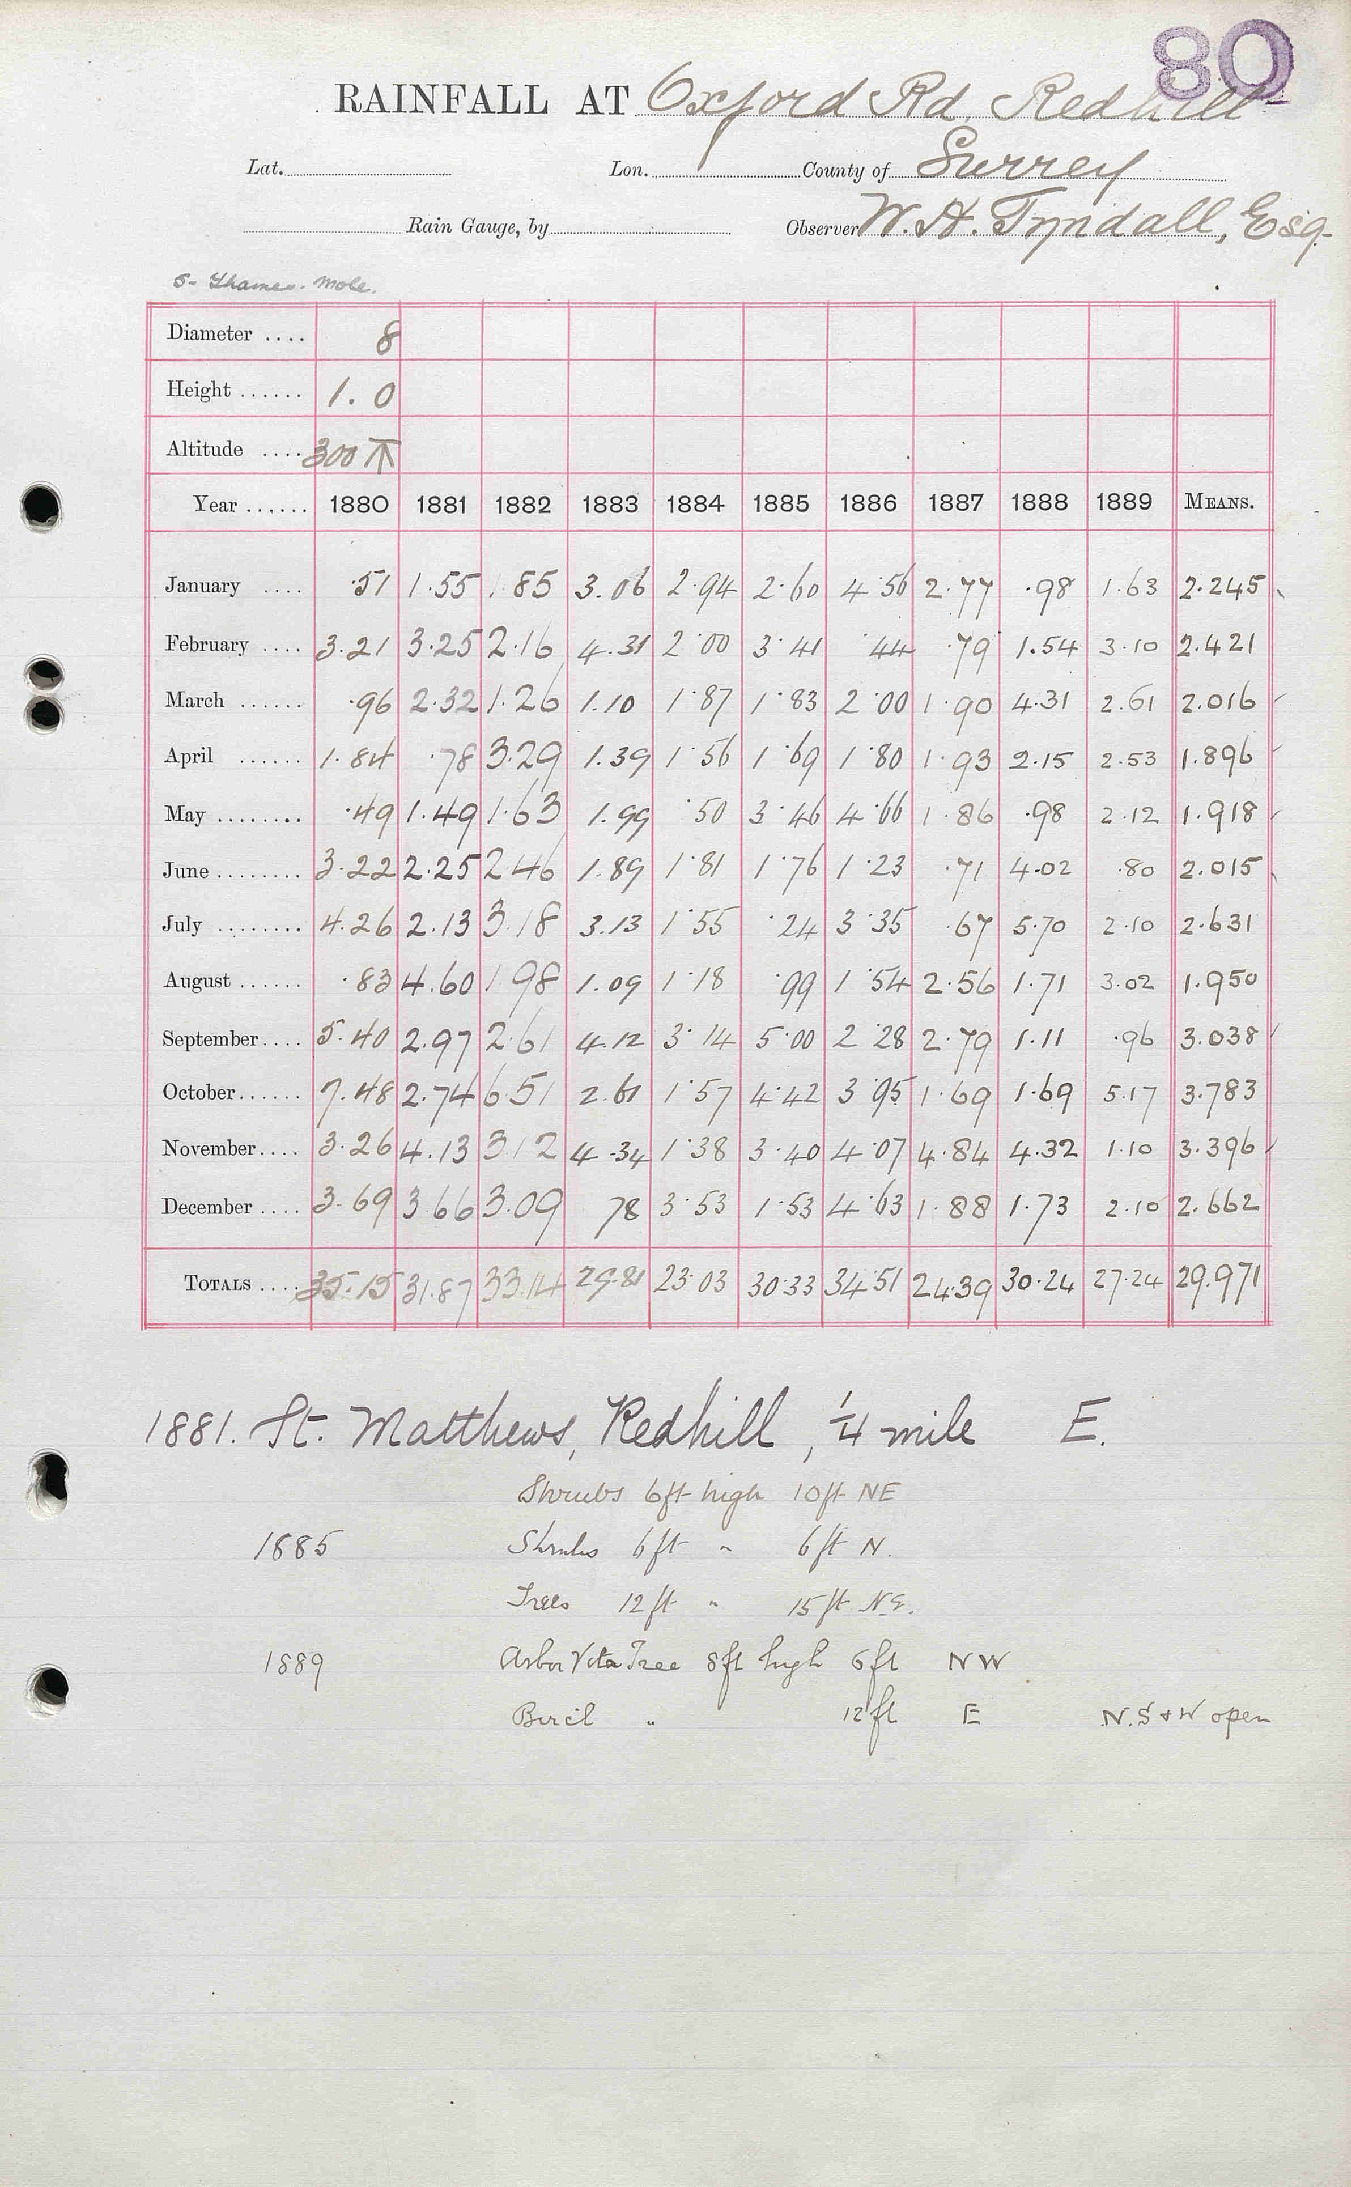 80
RAINFALL AT Oxford Rd, Redhill
Lat. Lon. County of Surrey
Rain Gauge, by Observer W. H. Tyndall, Esq.
5- Thames. Mole.
Diameter .... 8
Height ...... 1.0
Altitude .... 300 T
Year ...... 1880 1881 1882 1883 1884 1885 1886 1887 1888 1889 MEANS.
January .... .51 1.55 1.85 3.06 2.94 2.60 4.56 2.77 .98 1.63 2.245
February .... 3.21 3.25 2.16 4.31 2.00 3.41 .44 .79 1.54 3.10 2.421
March ...... .96 2.32 1.26 1.10 1.87 1.83 2.00 1.90 4.31 2.61 2.016
April ...... 1.84 .78 3.29 1.39 1.56 1.69 1.80 1.93 2.15 2.53 1.896
May ........ .49 1.49 1.63 1.99 .50 3.46 4.66 1.86 .98 2.12 1.918
June ........ 3.22 2.25 2.46 1.89 1.81 1.76 1.23 .71 4.02 .80 2.015
July ........ 4.26 2.13 3.18 3.13 1.55 .24 3.35 .67 5.70 2.10 2.631
August ...... .83 4.60 1.98 1.09 1.18 .99 1.54 2.56 1.71 3.02 1.950
September .... 5.40 2.97 2.61 4.12 3.14 5.00 2.28 2.79 1.11 .96 3.038
October ...... 7.48 2.74 6.51 2.61 1.57 4.42 3.95 1.69 1.69 5.17 3.783
November .... 3.26 4.13 3.12 4.34 1.38 3.40 4.07 4.84 4.32 1.10 3.396
December .... 3.69 3.66 3.09 78 3.53 1.53 4.63 1.88 1.73 2.10 2.662
TOTALS .... 35.15 31.87 33.14 29.81 23.03 30.33 34.51 24.39 30.24 27.24 29.971
1881. St. Matthews, Redhill, 1/4 mile E.
Shrubs 6ft high 10ft NE
1885 Shrubs 6ft " 6ft N.
Trees 12ft " 15ft N.E.
1889 Arbor Vita Tree 8ft high 6ft NW
Birch " 12ft E N. S & W open